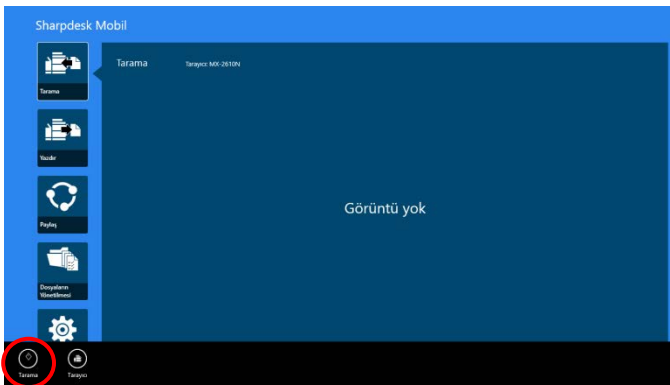 Sharpdesk Mobil
Tarama
Tarama
Tarayıcı: MX-2610N
Yazdır
Paylaş
Görüntü yok
Dosyaların
Yönetilmesi
Tarama
Tarayıcı